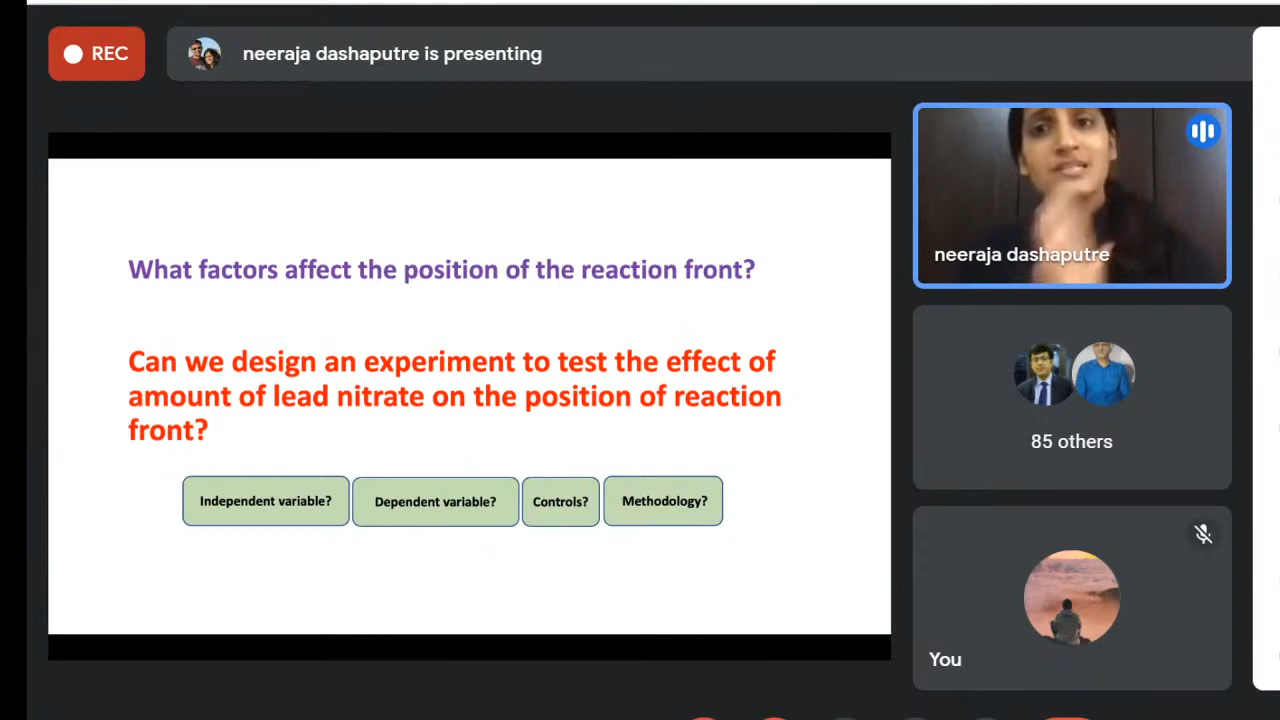 REC
neeraja dashaputre is presenting
What factors affect the position of the reaction front?
Can we design an experiment to test the effect of
amount of lead nitrate on the position of reaction
front?
Independent variable?
Dependent variable?
Controls?
Methodology?
neeraja dashaputre
85 others
You